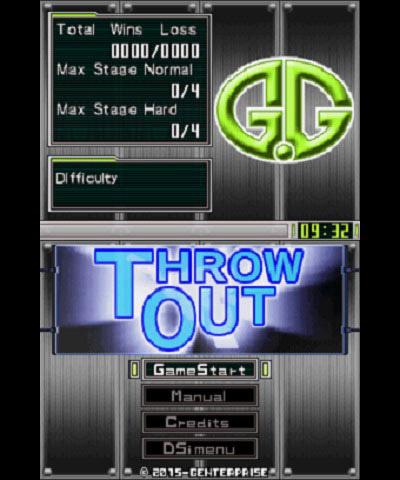 Total Wins Loss
0000/0000
Max Stage Normal
0/4
Max Stage Hard
0/4
G.G
Difficulty
09:32
THROW
OUT
GameStart
Manual
Credits
DSimenu
© 2015-GENTERPRISE